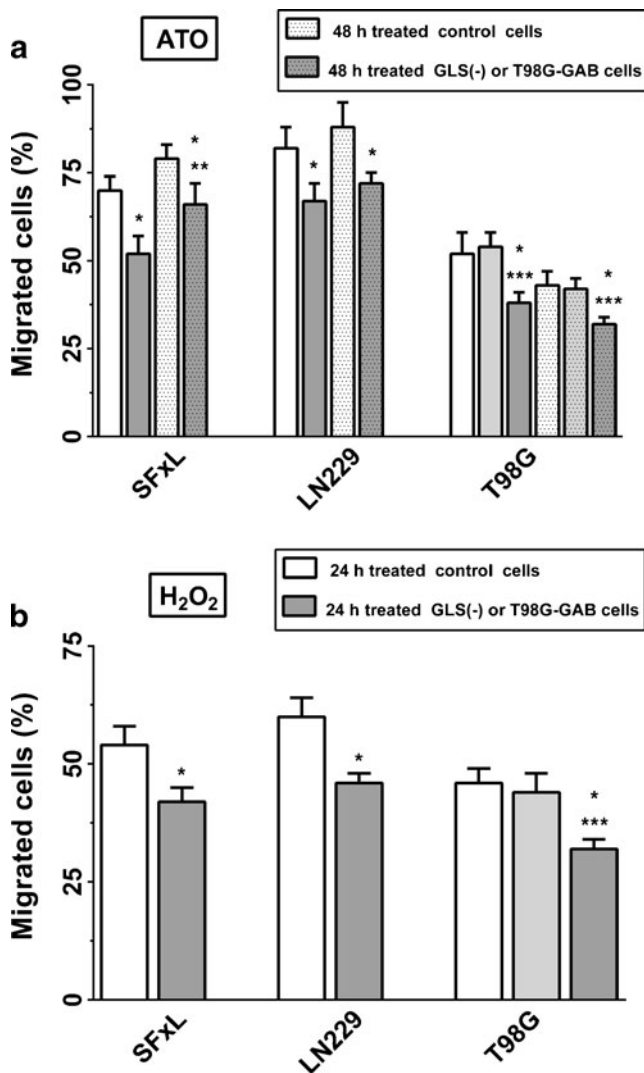 a
ATO
48 h treated control cells
48 h treated GLS(-) or T98G-GAB cells
Migrated cells (%)
100
75
50
25
0
*
*
**
*
*
*
***
*
***
SFxL
LN229
T98G
b
H₂O₂
24 h treated control cells
24 h treated GLS(-) or T98G-GAB cells
Migrated cells (%)
75
50
25
0
*
*
*
***
SFxL
LN229
T98G